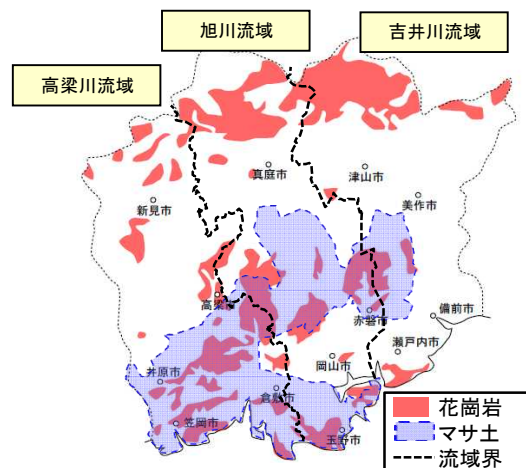 旭川流域
吉井川流域
高梁川流域
真庭市
津山市
新見市
美作市
高梁市
赤磐市
備前市
瀬戸内市
岡山市
井原市
倉敷市
笠岡市
玉野市
花崗岩
マサ土
流域界